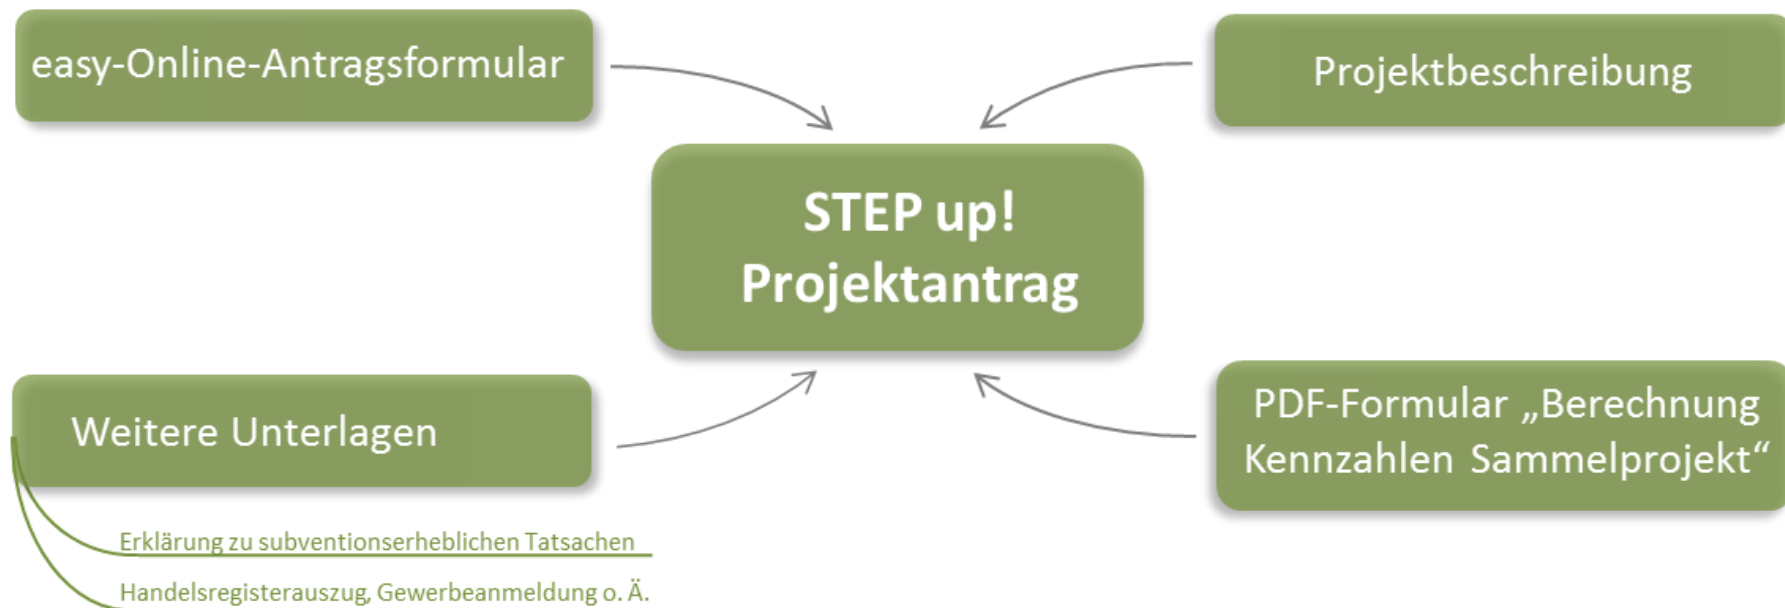 easy-Online-Antragsformular
Projektbeschreibung
STEP up!
Projektantrag
Weitere Unterlagen
PDF-Formular „Berechnung
Kennzahlen Sammelprojekt“
Erklärung zu subventionserheblichen Tatsachen
Handelsregisterauszug, Gewerbeanmeldung o. Ä.